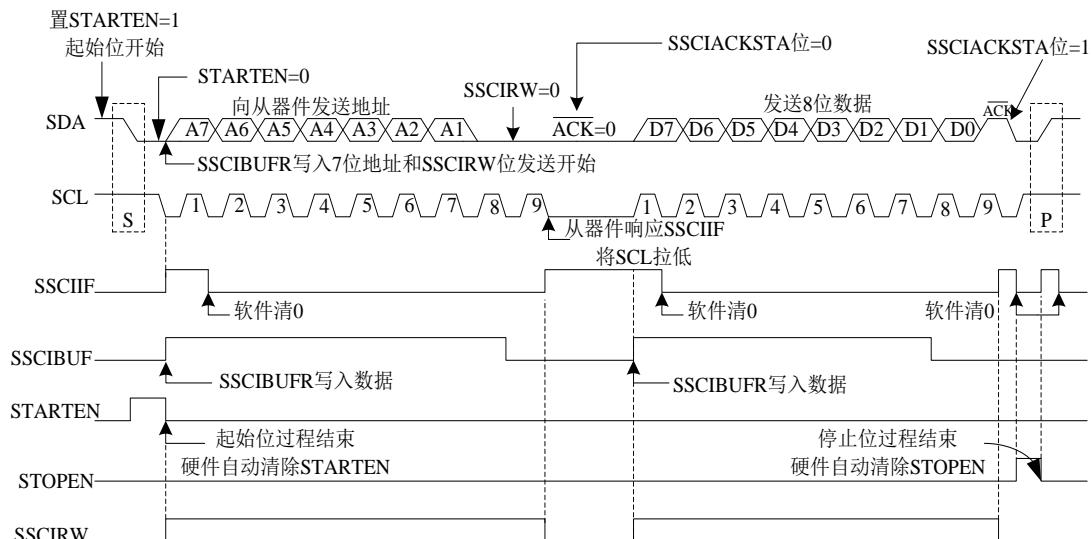 置STARTEN=1
起始位开始
SSCIACKSTA位=0
SSCIACKSTA位=1
STARTEN=0
SSCIRW=0
向从器件发送地址
发送8位数据
SDA
A7 A6 A5 A4 A3 A2 A1
ACK=0
D7 D6 D5 D4 D3 D2 D1 D0
ACK
SSCIBUFR写入7位地址和SSCIRW位发送开始
SCL
S
1 2 3 4 5 6 7 8 9
1 2 3 4 5 6 7 8 9
P
从器件响应SSCIIF
将SCL拉低
SSCIIF
软件清0
软件清0
软件清0
SSCIBUF
SSCIBUFR写入数据
SSCIBUFR写入数据
STARTEN
起始位过程结束
硬件自动清除STARTEN
停止位过程结束
硬件自动清除STOPEN
STOPEN
SSCIRW